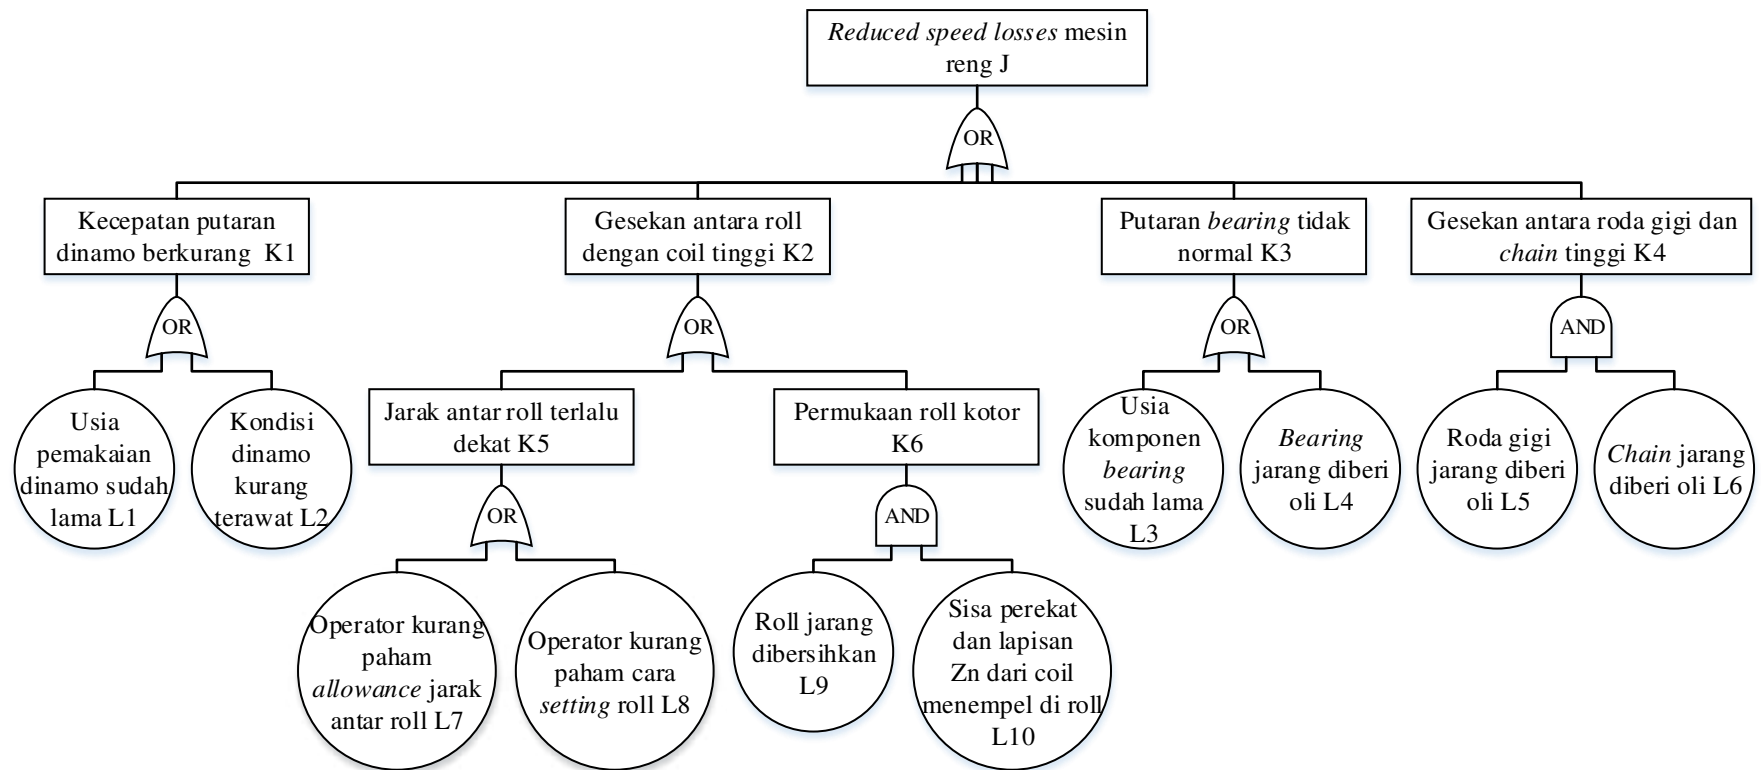 Reduced speed losses mesin
reng J
OR
Kecepatan putaran
dinamo berkurang K1
Gesekan antara roll
dengan coil tinggi K2
Putaran bearing tidak
normal K3
Gesekan antara roda gigi dan
chain tinggi K4
OR
OR
OR
AND
Usia
pemakaian
dinamo sudah
lama L1
Kondisi
dinamo
kurang
terawat L2
Jarak antar roll terlalu
dekat K5
Permukaan roll kotor
K6
Usia
komponen
bearing
sudah lama
L3
Bearing
jarang diberi
oli L4
Roda gigi
jarang diberi
oli L5
Chain jarang
diberi oli L6
OR
AND
Operator kurang
paham
allowance jarak
antar roll L7
Operator kurang
paham cara
setting roll L8
Roll jarang
dibersihkan
L9
Sisa perekat
dan lapisan
Zn dari coil
menempel di roll
L10